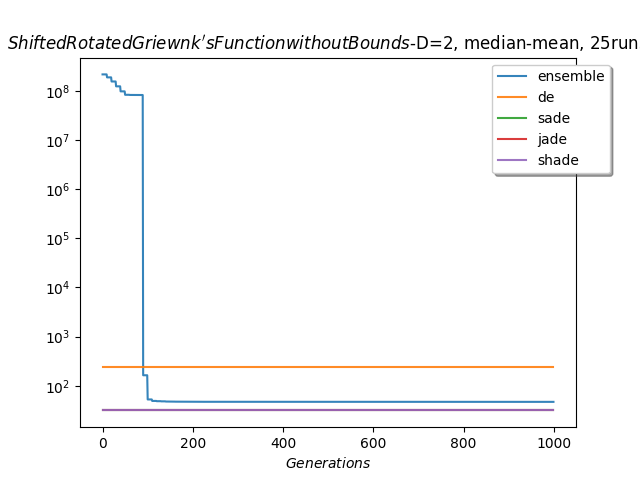 ShiftedRotatedGriewnk'sFunctionwithoutBounds-D=2, median-mean, 25run
ensemble
de
sade
jade
shade
10^8
10^7
10^6
10^5
10^4
10^3
10^2
0 200 400 600 800 1000
Generations